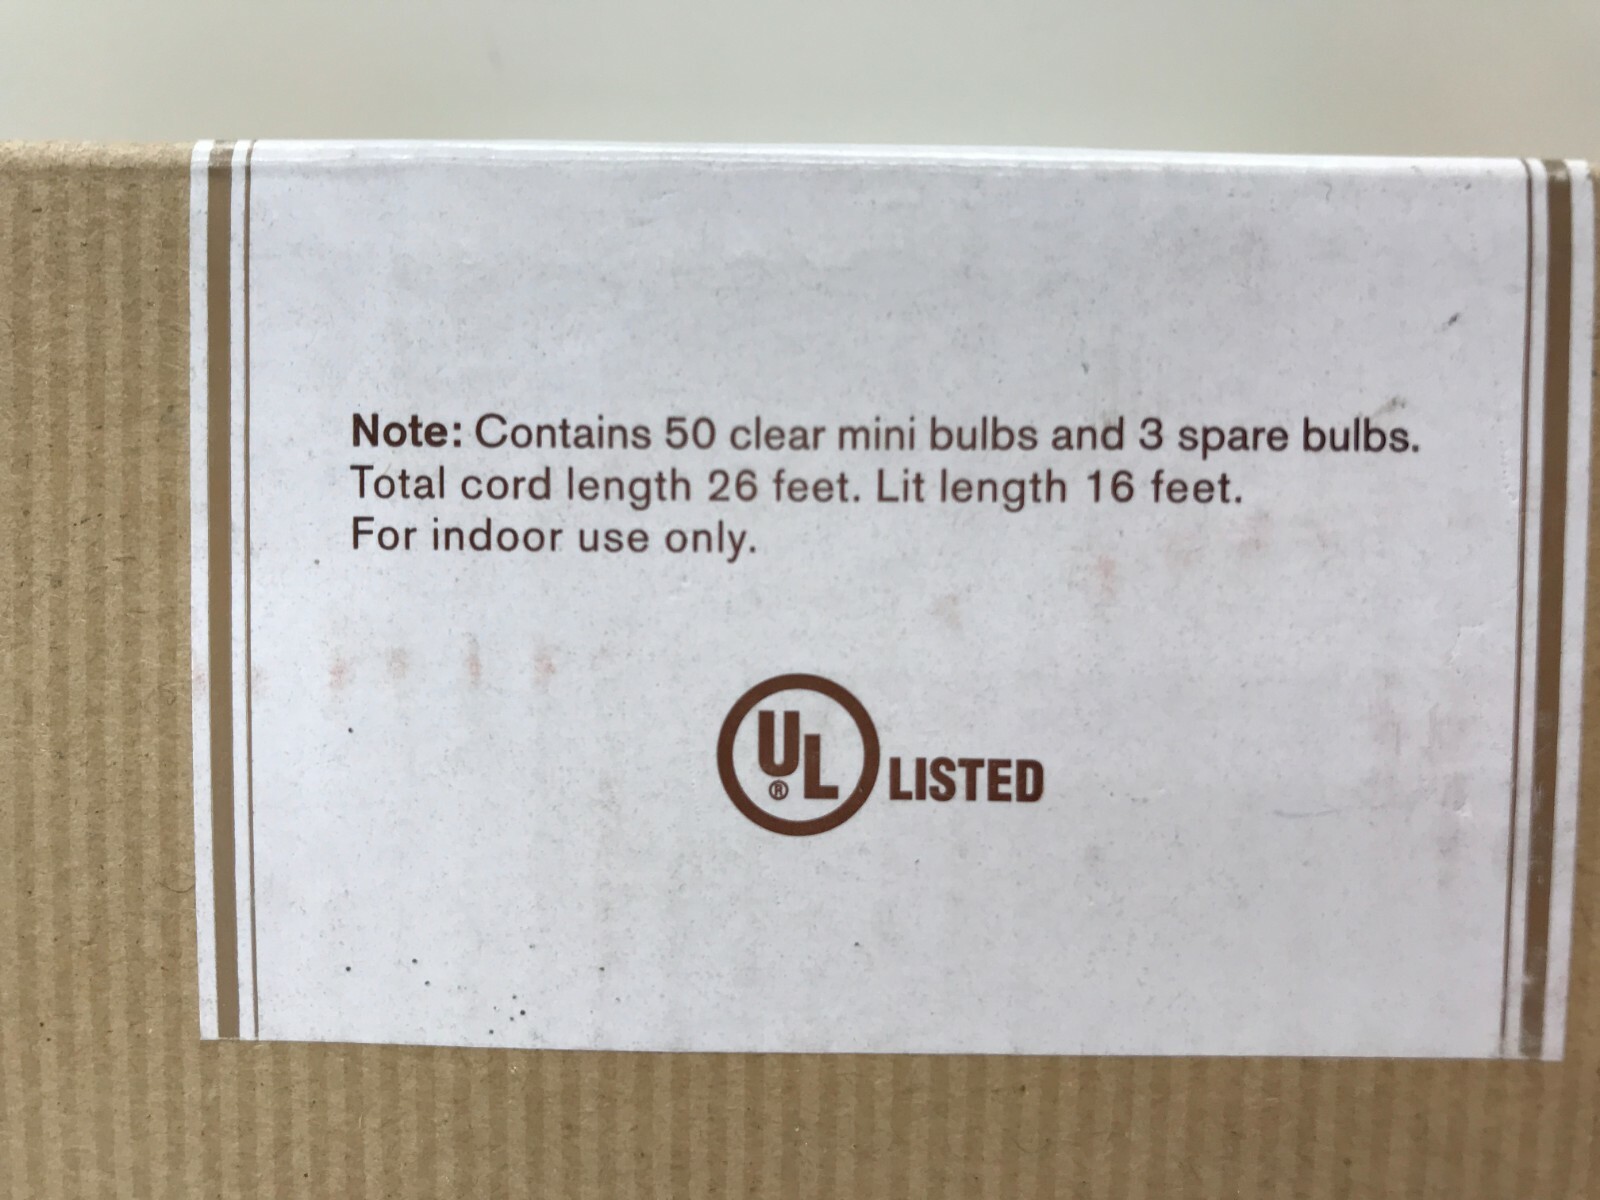 Note: Contains 50 clear mini bulbs and 3 spare bulbs.
Total cord length 26 feet. Lit length 16 feet.
For indoor use only.
UL® LISTED